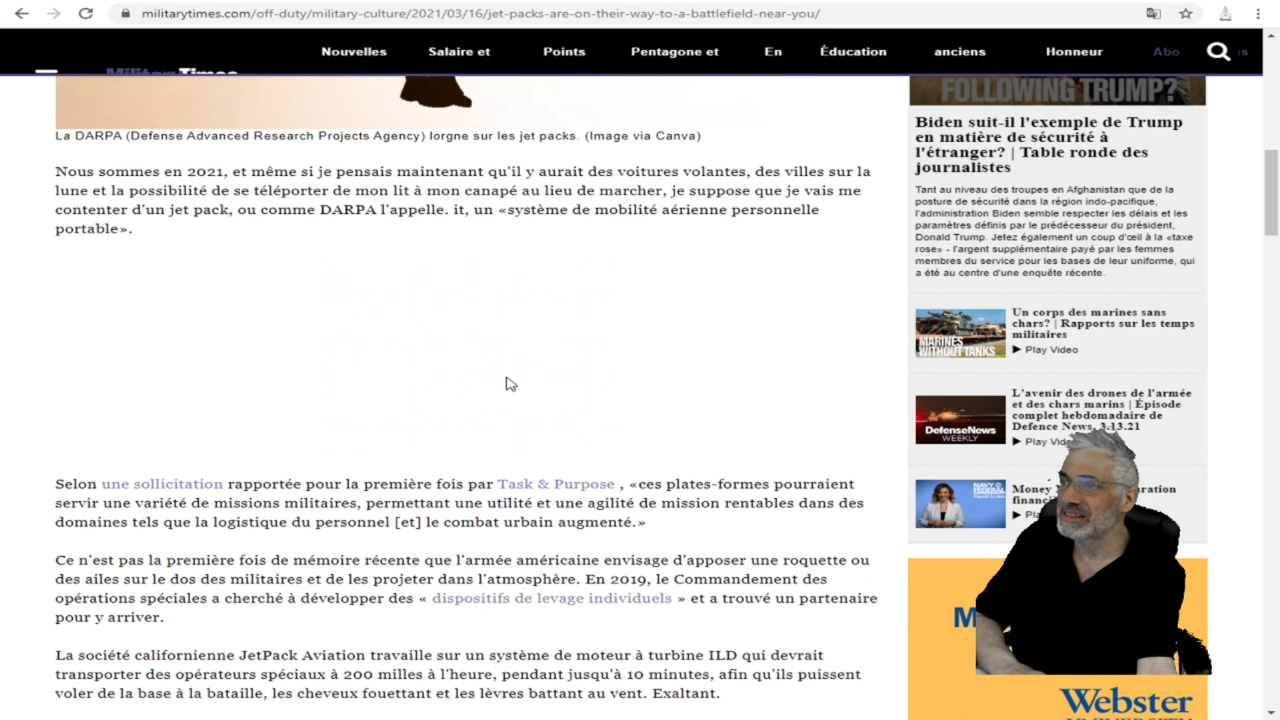 militarytimes.com/off-duty/military-culture/2021/03/16/jet-packs-are-on-their-way-to-a-battlefield-near-you/
Nouvelles Salaire et Points Pentagone et En Éducation anciens Honneur Abo
MilitaryTimes
La DARPA (Defense Advanced Research Projects Agency) lorgne sur les jet packs. (Image via Canva)
Nous sommes en 2021, et même si je pensais maintenant qu'il y aurait des voitures volantes, des villes sur la
lune et la possibilité de se téléporter de mon lit à mon canapé au lieu de marcher, je suppose que je vais me
contenter d'un jet pack, ou comme DARPA l'appelle. it, un «système de mobilité aérienne personnelle
portable».
Selon une sollicitation rapportée pour la première fois par Task & Purpose , «ces plates-formes pourraient
servir une variété de missions militaires, permettant une utilité et une agilité de mission rentables dans des
domaines tels que la logistique du personnel [et] le combat urbain augmenté.»
Ce n'est pas la première fois de mémoire récente que l'armée américaine envisage d'apposer une roquette ou
des ailes sur le dos des militaires et de les projeter dans l'atmosphère. En 2019, le Commandement des
opérations spéciales a cherché à développer des « dispositifs de levage individuels » et a trouvé un partenaire
pour y arriver.
La société californienne JetPack Aviation travaille sur un système de moteur à turbine ILD qui devrait
transporter des opérateurs spéciaux à 200 milles à l'heure, pendant jusqu'à 10 minutes, afin qu'ils puissent
voler de la base à la bataille, les cheveux fouettant et les lèvres battant au vent. Exaltant.
FOLLOWING TRUMP?
Biden suit-il l'exemple de Trump
en matière de sécurité à
l'étranger? | Table ronde des
journalistes
Tant au niveau des troupes en Afghanistan que de la
posture de sécurité dans la région indo-pacifique,
l'administration Biden semble respecter les délais et les
paramètres définis par le prédécesseur du président,
Donald Trump. Jetez également un coup d'œil à la «taxe
rose» - l'argent supplémentaire payé par les femmes
membres du service pour les bases de leur uniforme, qui
a été au centre d'une enquête récente.
MARINES
WITHOUT TANKS
Un corps des marines sans
chars? | Rapports sur les temps
militaires
Play Video
DefenseNews
WEEKLY
L'avenir des drones de l'armée
et des chars marins | Épisode
complet hebdomadaire de
Defence News, 3.13.21
Play Vid
NAVY
FEDERAL
Money
financi
Webster